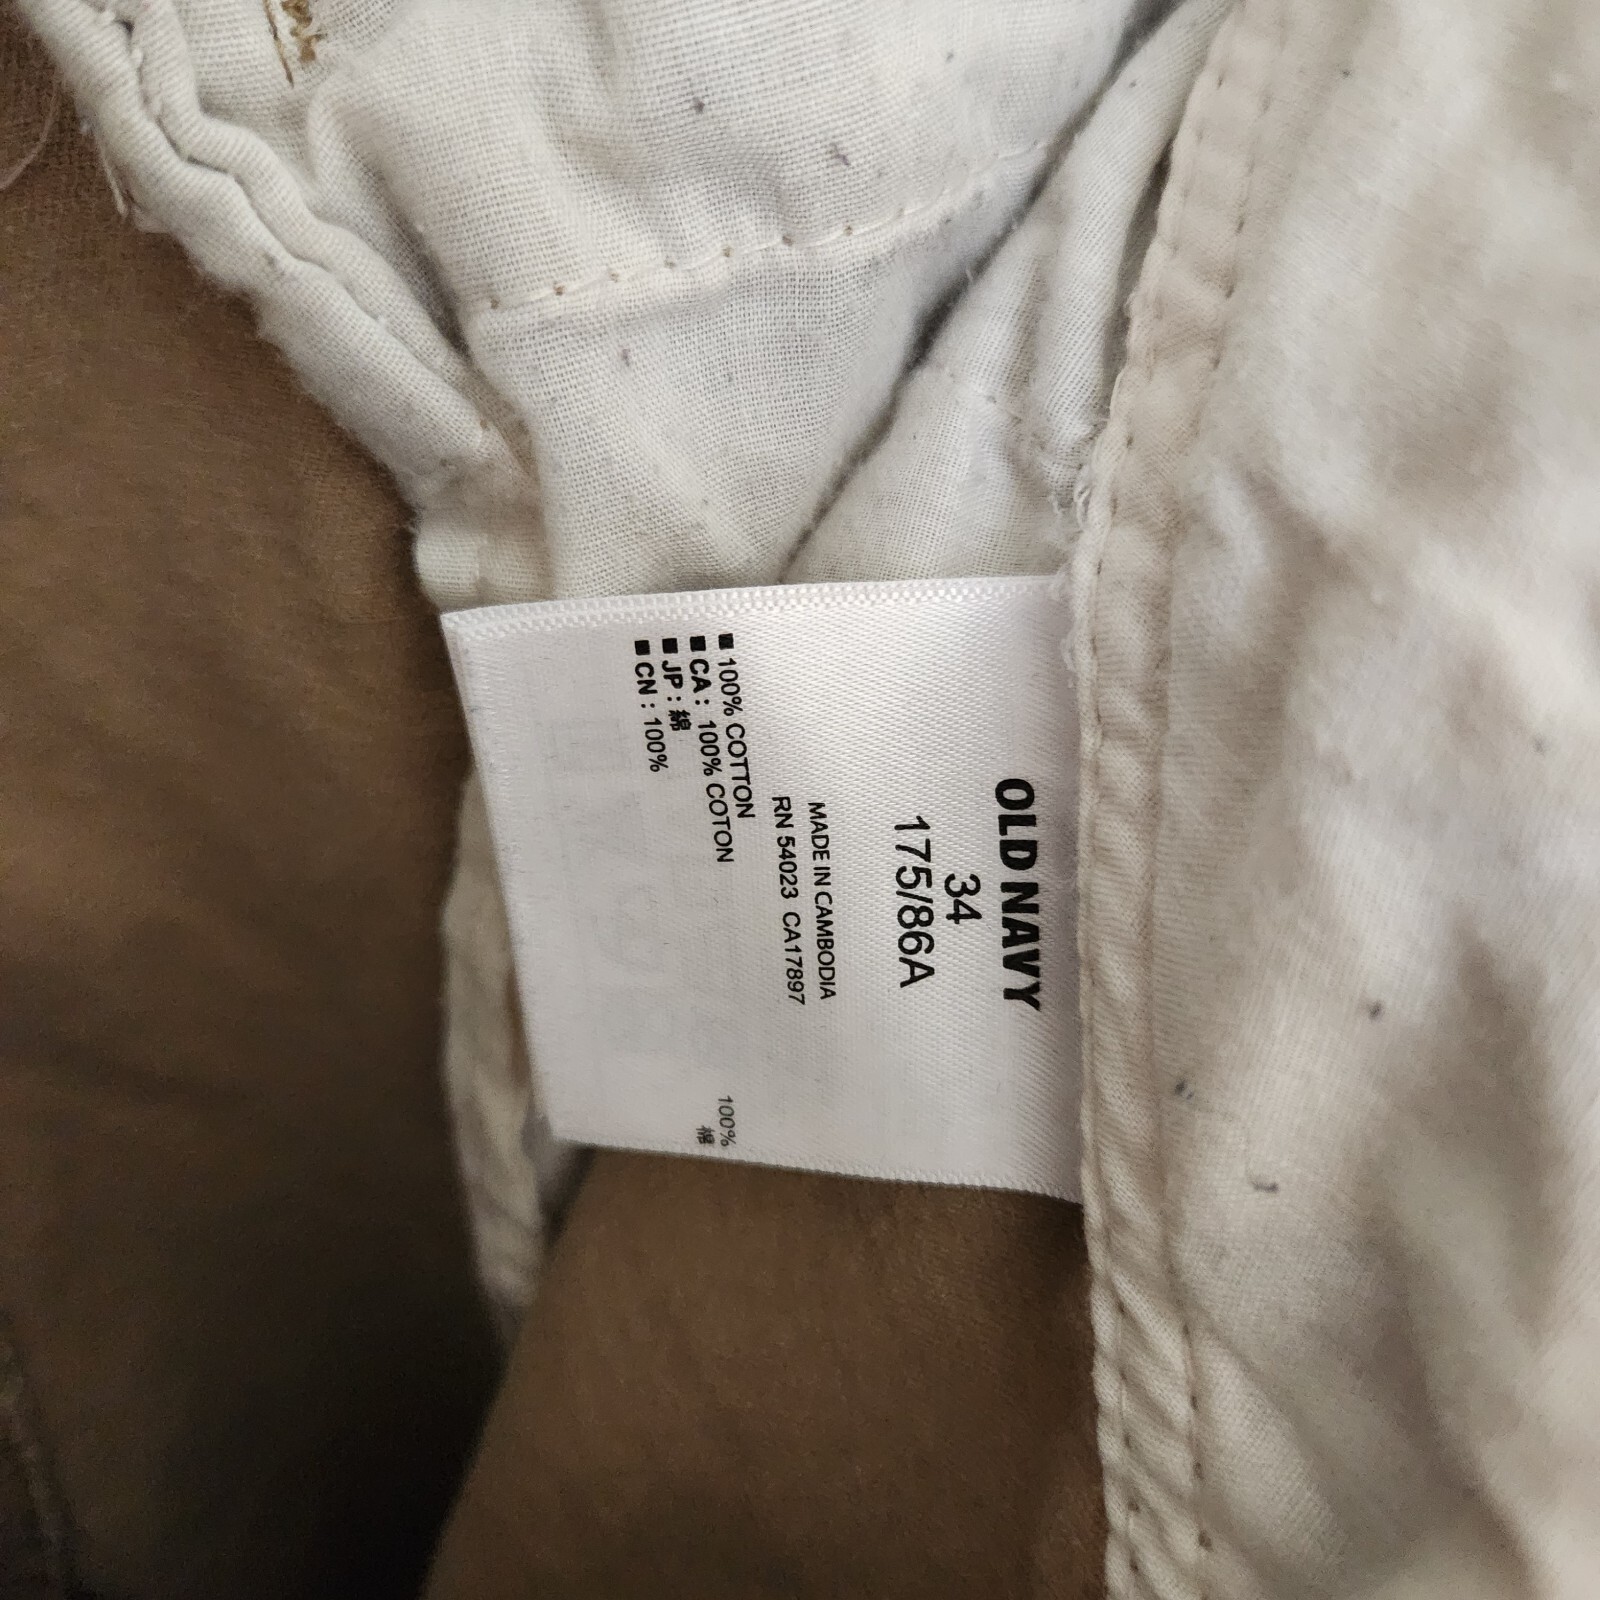 OLD NAVY
34
175/86A
MADE IN CAMBODIA
RN 54023 CA17897
■ 100% COTTON
■ CA : 100% COTON
■ JP : 綿 100%
■ CN : 100% 棉